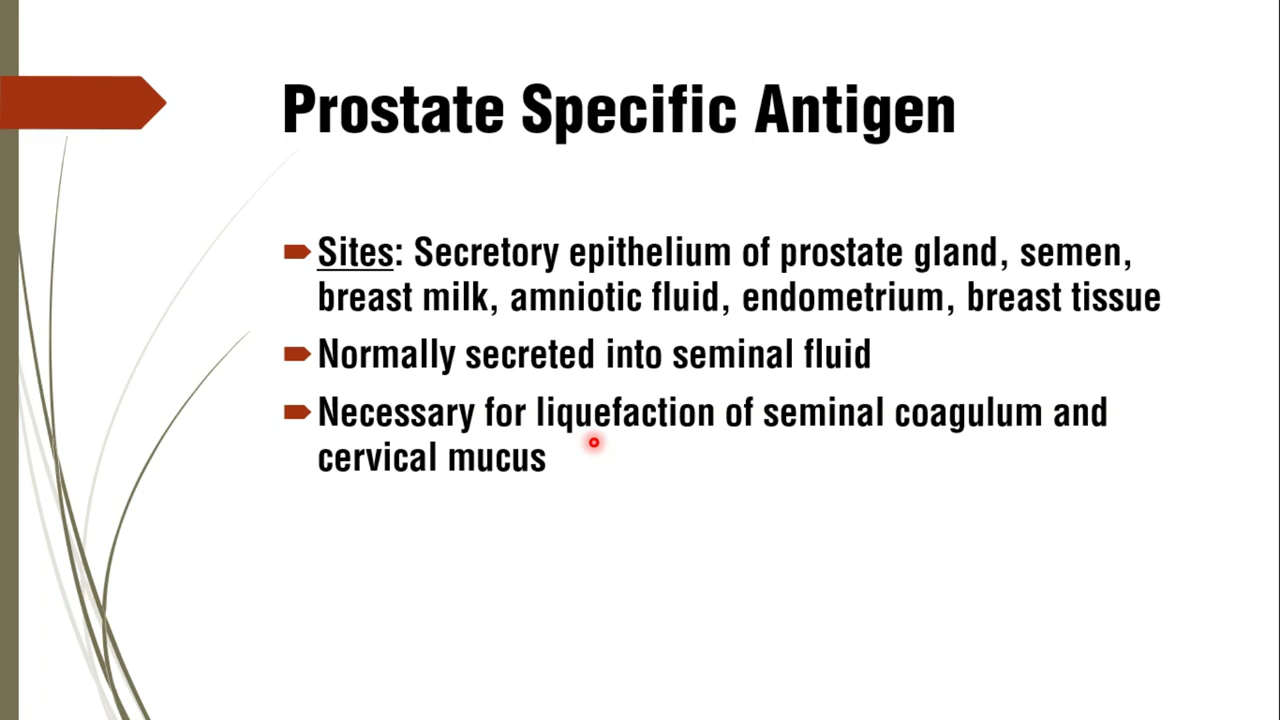 Prostate Specific Antigen
Sites: Secretory epithelium of prostate gland, semen,
breast milk, amniotic fluid, endometrium, breast tissue
Normally secreted into seminal fluid
Necessary for liquefaction of seminal coagulum and
cervical mucus